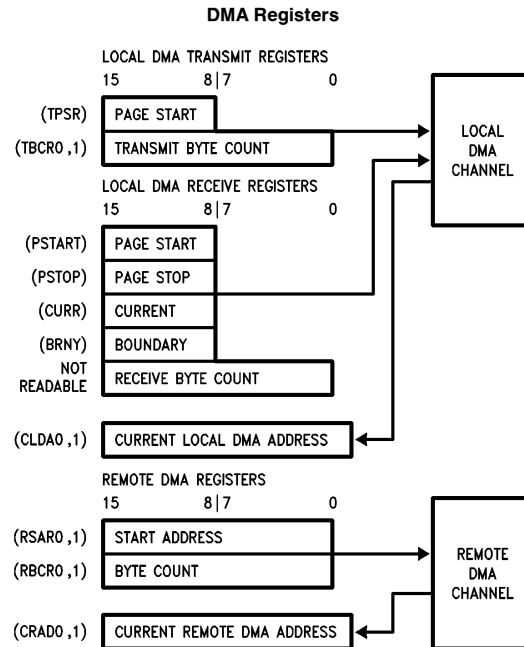 DMA Registers
LOCAL DMA TRANSMIT REGISTERS
15 8|7 0
(TPSR) PAGE START
(TBCR0,1) TRANSMIT BYTE COUNT
LOCAL DMA CHANNEL
LOCAL DMA RECEIVE REGISTERS
15 8|7 0
(PSTART) PAGE START
(PSTOP) PAGE STOP
(CURR) CURRENT
(BRNY) BOUNDARY
NOT READABLE RECEIVE BYTE COUNT
(CLDA0,1) CURRENT LOCAL DMA ADDRESS
REMOTE DMA REGISTERS
15 8|7 0
(RSAR0,1) START ADDRESS
(RBCR0,1) BYTE COUNT
REMOTE DMA CHANNEL
(CRAD0,1) CURRENT REMOTE DMA ADDRESS